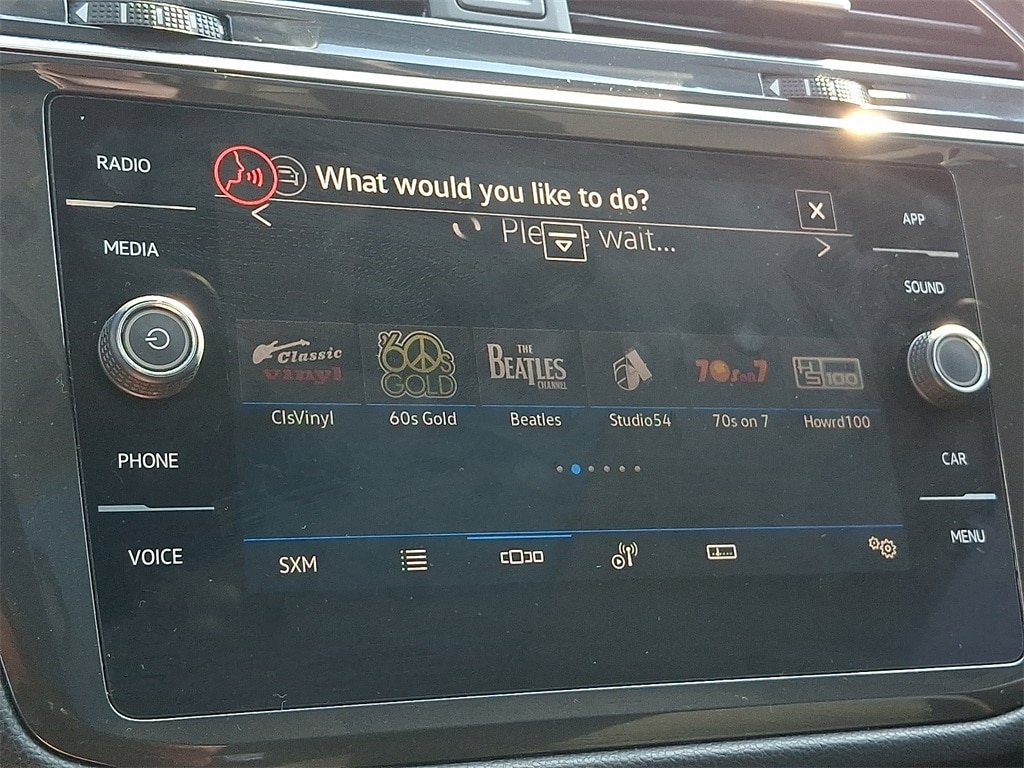 RADIO
MEDIA
PHONE
VOICE
What would you like to do?
X
Please wait...
Classic
vinyl
60s
GOLD
THE
BEATLES
CHANNEL
70s on 7
100
ClsVinyl
60s Gold
Beatles
Studio54
70s on 7
Howrd100
SXM
APP
SOUND
CAR
MENU